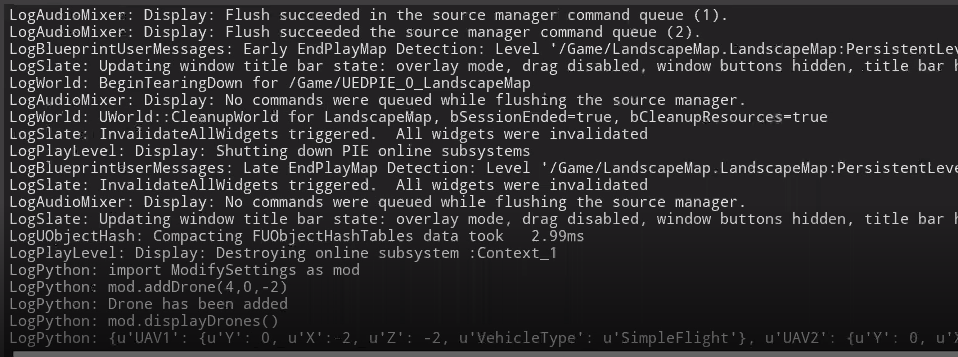 LogAudioMixer: Display: Flush succeeded in the source manager command queue (1).
LogAudioMixer: Display: Flush succeeded the source manager command queue (2).
LogBlueprintUserMessages: Early EndPlayMap Detection: Level '/Game/LandscapeMap.LandscapeMap:PersistentLev
LogSlate: Updating window title bar state: overlay mode, drag disabled, window buttons hidden, title bar h
LogWorld: BeginTearingDown for /Game/UEDPIE_0_LandscapeMap
LogAudioMixer: Display: No commands were queued while flushing the source manager.
LogWorld: UWorld::CleanupWorld for LandscapeMap, bSessionEnded=true, bCleanupResources=true
LogSlate: InvalidateAllWidgets triggered.  All widgets were invalidated
LogPlayLevel: Display: Shutting down PIE online subsystems
LogBlueprintUserMessages: Late EndPlayMap Detection: Level '/Game/LandscapeMap.LandscapeMap:PersistentLeve
LogSlate: InvalidateAllWidgets triggered.  All widgets were invalidated
LogAudioMixer: Display: No commands were queued while flushing the source manager.
LogSlate: Updating window title bar state: overlay mode, drag disabled, window buttons hidden, title bar h
LogUObjectHash: Compacting FUObjectHashTables data took   2.99ms
LogPlayLevel: Display: Destroying online subsystem :Context_1
LogPython: import ModifySettings as mod
LogPython: mod.addDrone(4,0,-2)
LogPython: Drone has been added
LogPython: mod.displayDrones()
LogPython: {u'UAV1': {u'Y': 0, u'X':-2, u'Z': -2, u'VehicleType': u'SimpleFlight'}, u'UAV2': {u'Y': 0, u'X